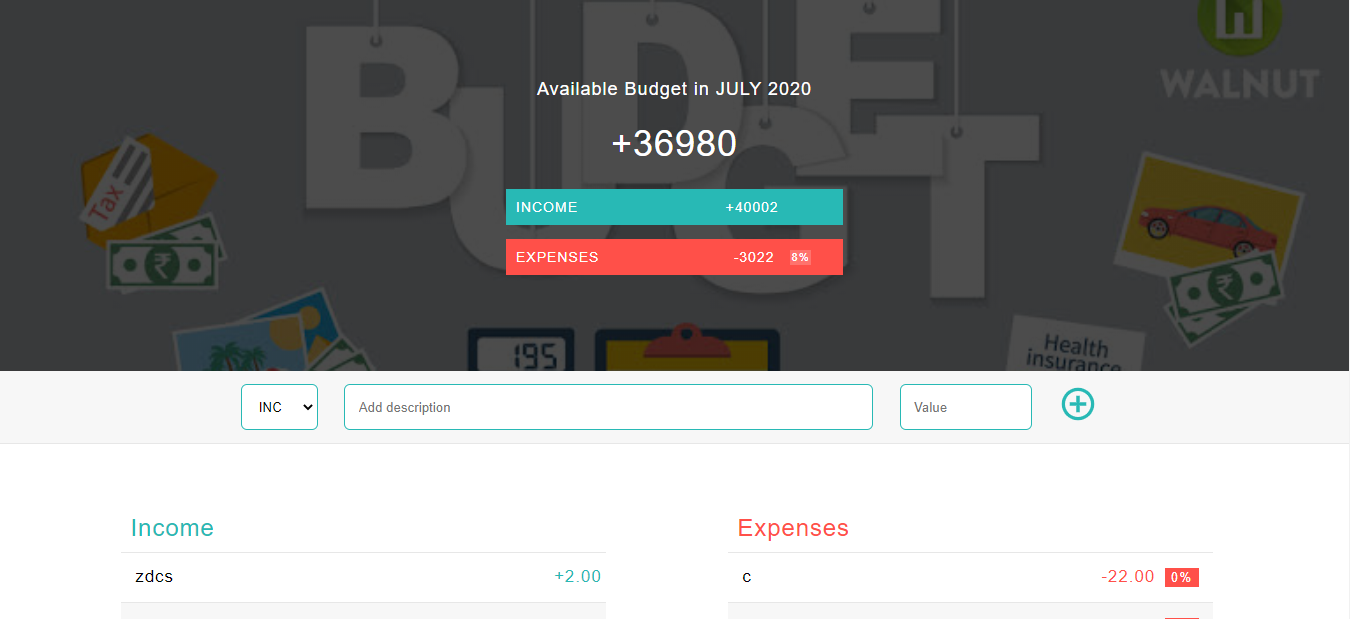 BUDGET
WALNUT
Available Budget in JULY 2020
+36980
Tax
INCOME +40002
EXPENSES -3022 8%
195
Health
insurance
INC Add description Value
Income Expenses
zdcs +2.00 c -22.00 0%